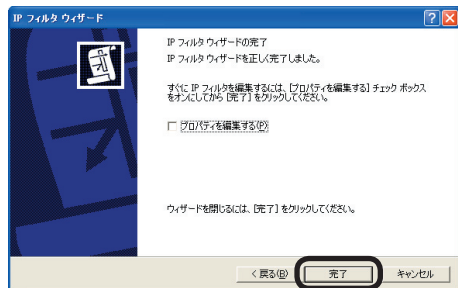 IP フィルタ ウィザード
IP フィルタ ウィザードの完了
IP フィルタ ウィザードを正しく完了しました。
すぐに IP フィルタを編集するには、[プロパティを編集する] チェック ボックス
をオンにしてから [完了] をクリックしてください。
プロパティを編集する(P)
ウィザードを閉じるには、[完了] をクリックしてください。
< 戻る(B)
完了
キャンセル